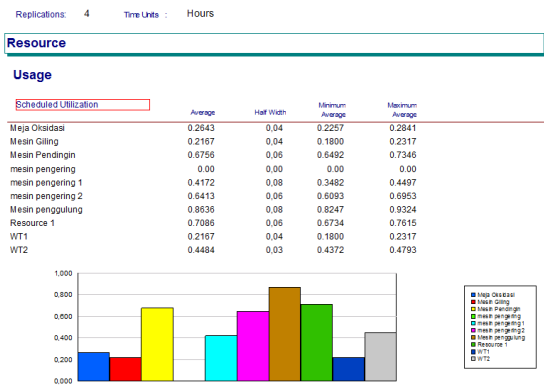 Replications: 4 Time Units : Hours
Resource
Usage
Scheduled Utilization Average Half Width Minimum Average Maximum Average
Meja Oksidasi 0.2643 0,04 0.2257 0.2841
Mesin Giling 0.2167 0,04 0.1800 0.2317
Mesin Pendingin 0.6756 0,06 0.6492 0.7346
mesin pengering 0.00 0,00 0.00 0.00
mesin pengering 1 0.4172 0,08 0.3482 0.4497
mesin pengering 2 0.6413 0,06 0.6093 0.6953
Mesin penggulung 0.8636 0,08 0.8247 0.9324
Resource 1 0.7086 0,06 0.6734 0.7615
WT1 0.2167 0,04 0.1800 0.2317
WT2 0.4484 0,03 0.4372 0.4793
1,000
0,800
0,600
0,400
0,200
0,000
Meja Oksidasi
Mesin Giling
Mesin Pendingin
mesin pengering
mesin pengering 1
mesin pengering 2
Mesin penggulung
Resource 1
WT1
WT2